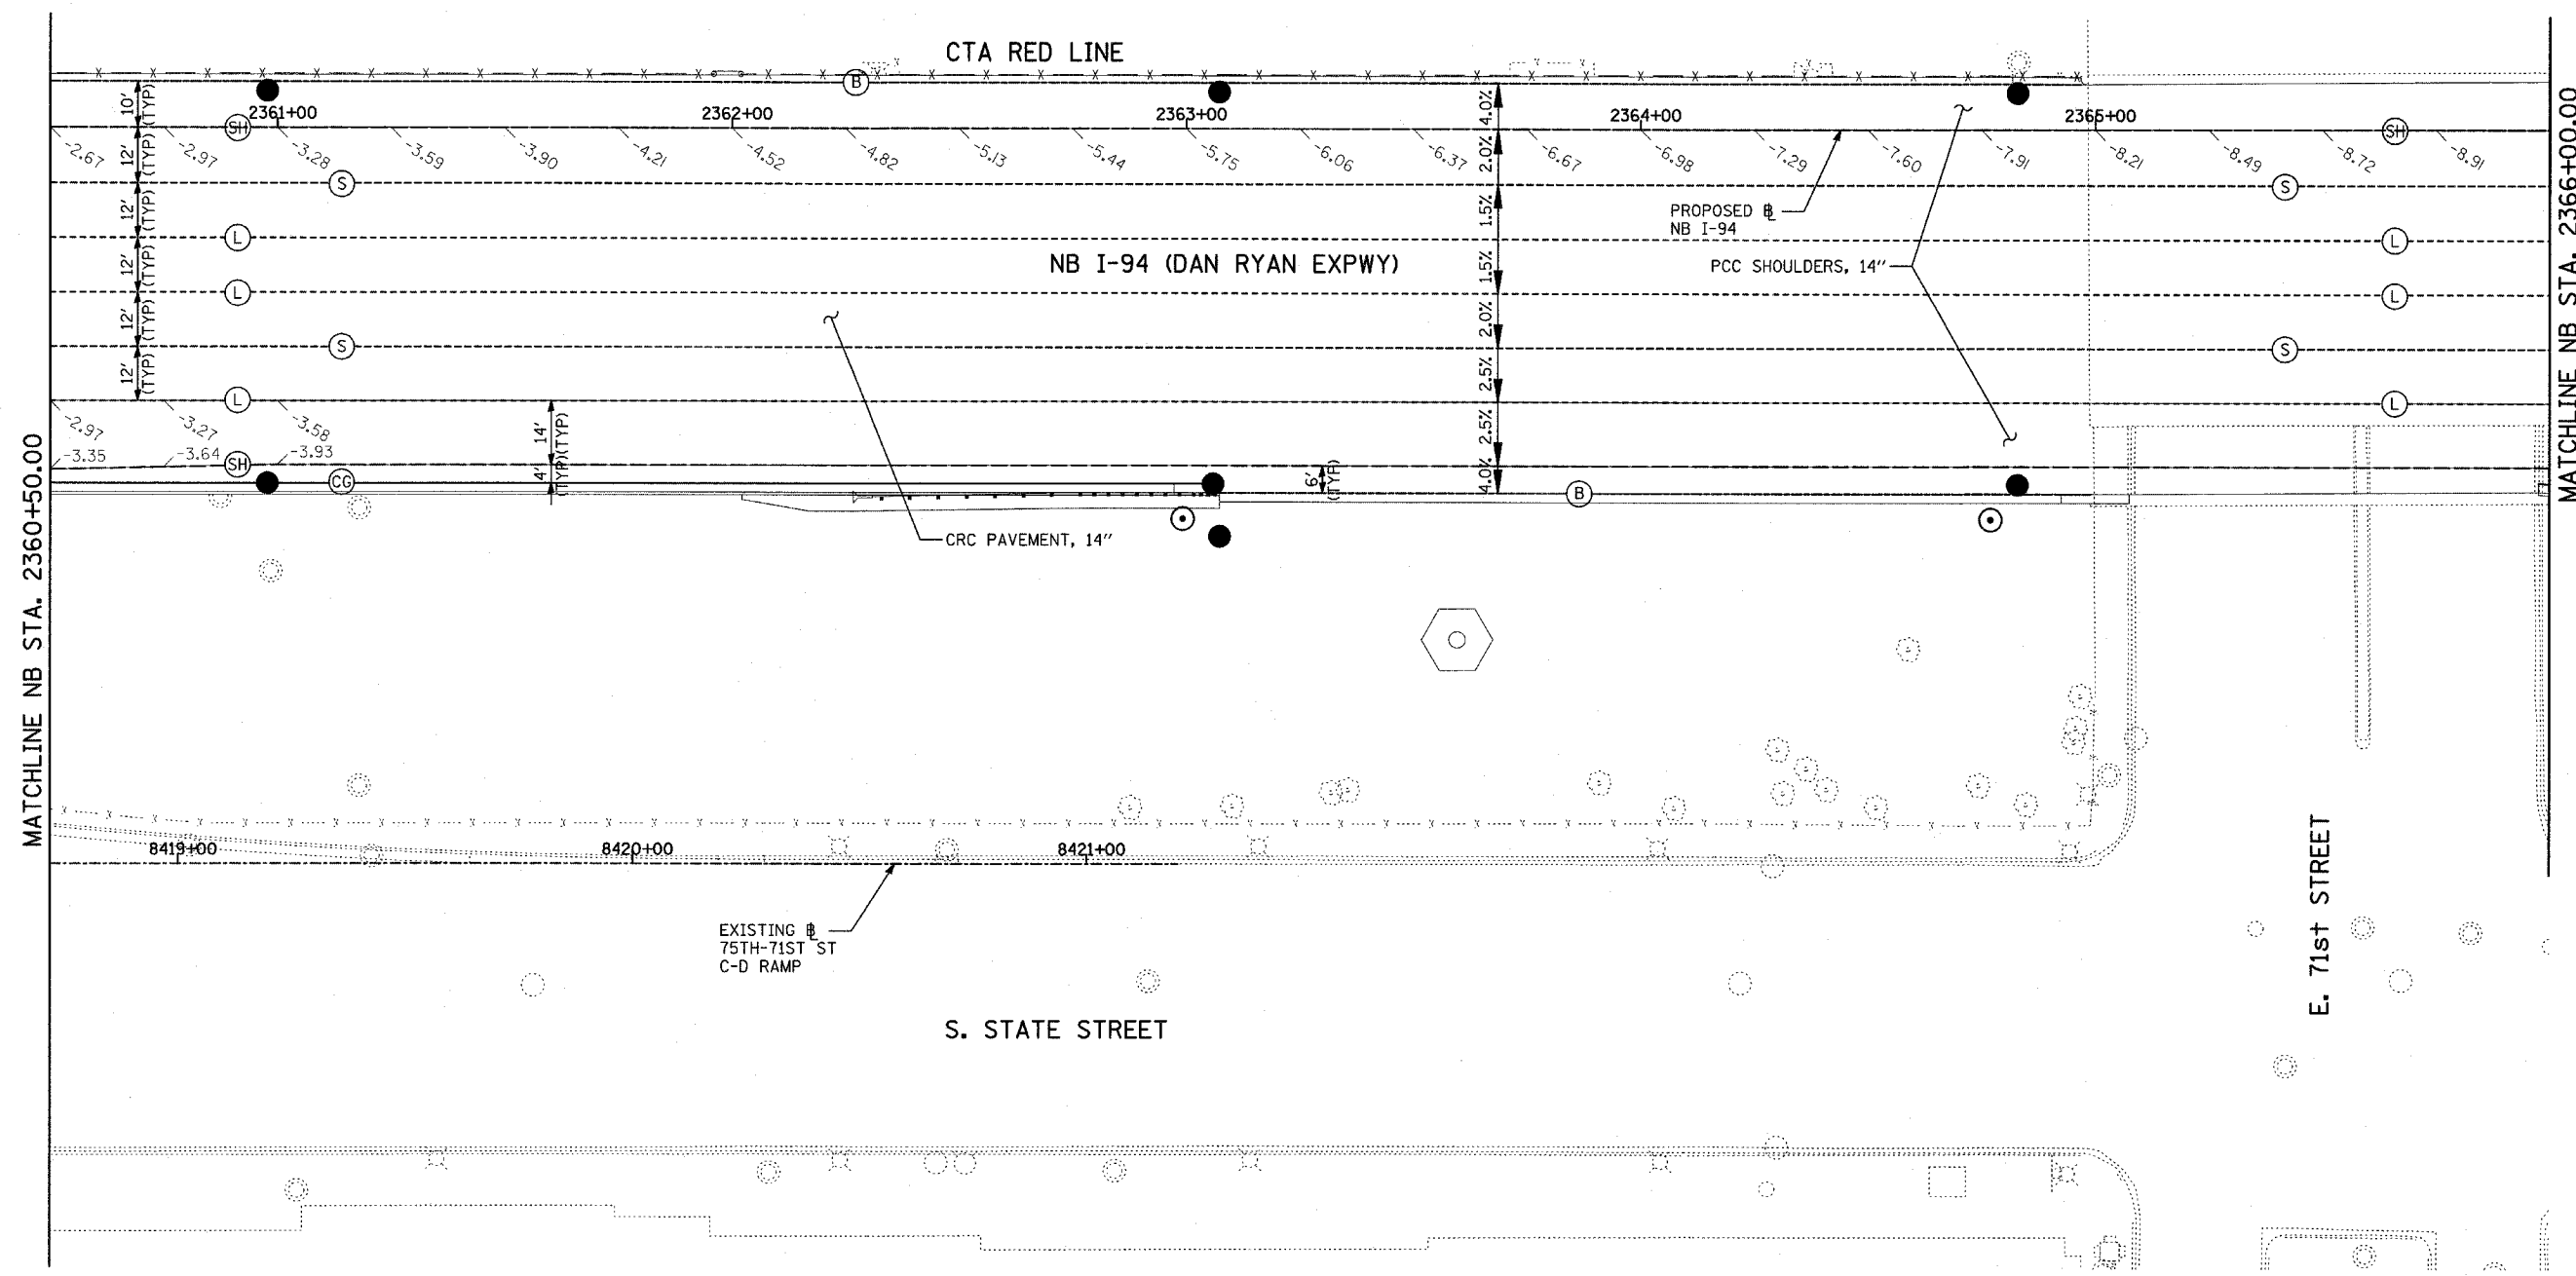 CTA RED LINE
B
10' (TYP)
2361+00
2362+00
2363+00
2364+00
2365+00
4.0%
SH
SH
12' (TYP)
-2.67
-2.97
-3.28
-3.59
-3.90
-4.21
-4.52
-4.82
-5.13
-5.44
-5.75
-6.06
-6.37
-6.67
-6.98
-7.29
-7.60
-7.91
-8.21
-8.49
-8.72
-8.91
2.0%
S
S
12' (TYP)
1.5%
PROPOSED BL
NB I-94
L
L
12' (TYP)
NB I-94 (DAN RYAN EXPWY)
1.5%
PCC SHOULDERS, 14"
L
L
12' (TYP)
2.0%
S
S
12' (TYP)
2.5%
L
L
-2.97
-3.27
-3.58
14' (TYP)
2.5%
-3.35
-3.64
-3.93
SH
CG
4' (TYP)
6' (TYP)
4.0%
B
CRC PAVEMENT, 14"
MATCHLINE NB STA. 2360+50.00
MATCHLINE NB STA. 2366+00.00
8419+00
8420+00
8421+00
EXISTING BL
75TH-71ST ST
C-D RAMP
E. 71st STREET
S. STATE STREET